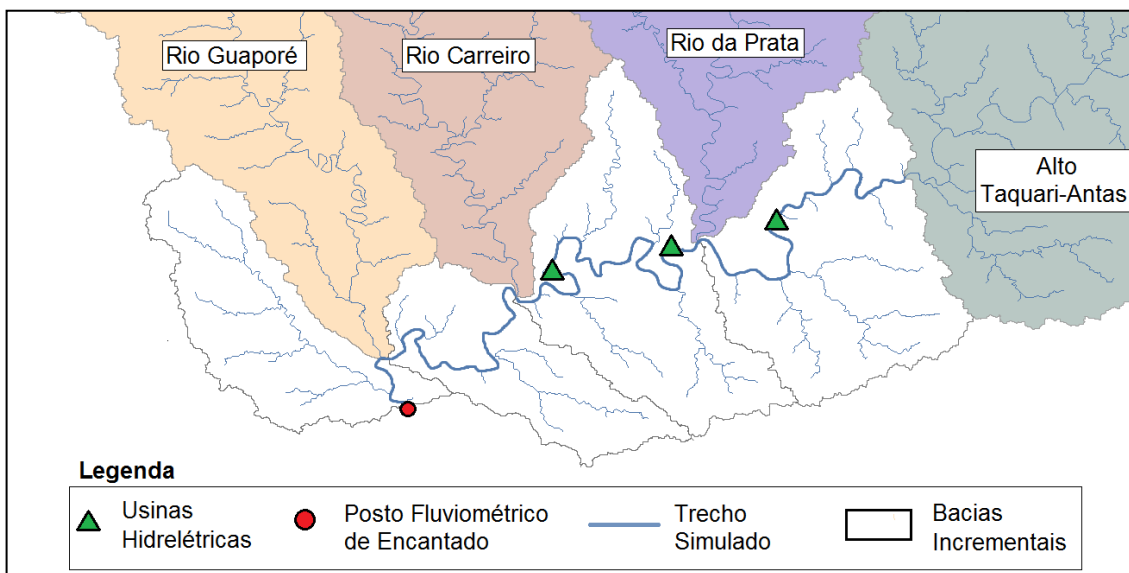 Rio Guaporé
Rio Carreiro
Rio da Prata
Alto
Taquari-Antas
Legenda
Usinas
Hidrelétricas
Posto Fluviométrico
de Encantado
Trecho
Simulado
Bacias
Incrementais